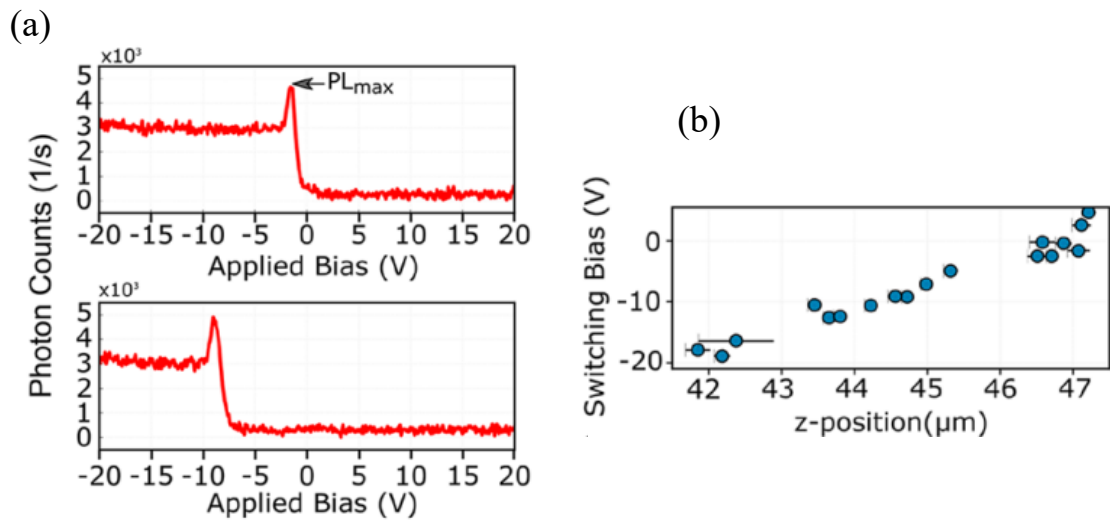 (a)
Photon Counts (1/s)
×10³
5
4
3
2
1
0
PLmax
-20 -15 -10 -5 0 5 10 15 20
Applied Bias (V)
×10³
5
4
3
2
1
0
-20 -15 -10 -5 0 5 10 15 20
Applied Bias (V)
(b)
Switching Bias (V)
0
-10
-20
42 43 44 45 46 47
z-position(μm)